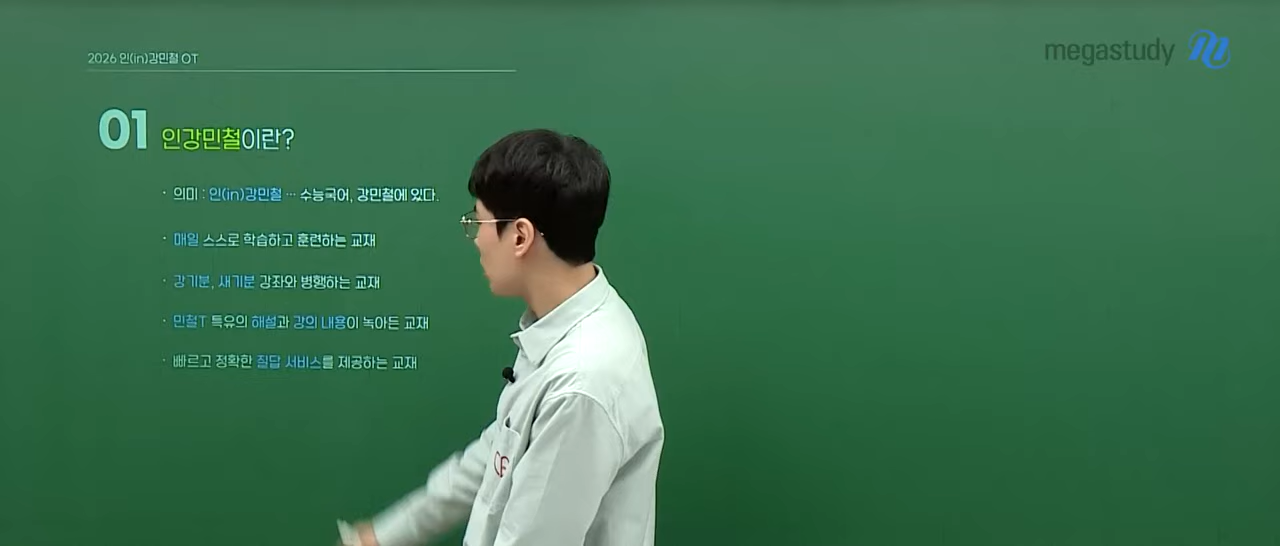 2026 인(in)강민철 OT
megastudy
01 인강민철이란?
· 의미 : 인(in)강민철 ··· 수능국어, 강민철에 있다.
· 매일 스스로 학습하고 훈련하는 교재
· 강기분, 새기분 강좌와 병행하는 교재
· 민철T 특유의 해설과 강의 내용이 녹아든 교재
· 빠르고 정확한 질답 서비스를 제공하는 교재